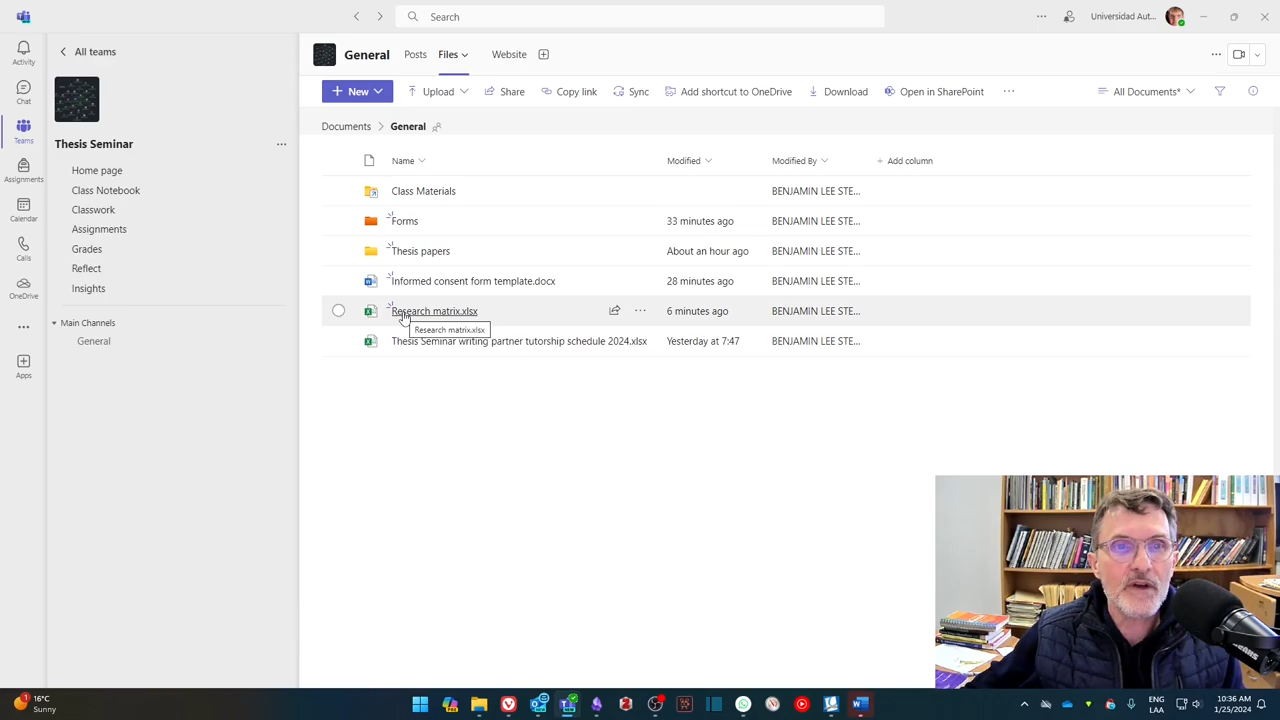 Search
Universidad Aut...
Activity
Chat
Teams
Assignments
Calendar
Calls
OneDrive
Apps
All teams
Thesis Seminar
Home page
Class Notebook
Classwork
Assignments
Grades
Reflect
Insights
Main Channels
General
General Posts Files Website
New Upload Share Copy link Sync Add shortcut to OneDrive Download Open in SharePoint All Documents*
Documents > General
Name Modified Modified By + Add column
Class Materials BENJAMIN LEE STE...
Forms 33 minutes ago BENJAMIN LEE STE...
Thesis papers About an hour ago BENJAMIN LEE STE...
Informed consent form template.docx 28 minutes ago BENJAMIN LEE STE...
Research matrix.xlsx 6 minutes ago BENJAMIN LEE STE...
Research matrix.xlsx
Thesis Seminar writing partner tutorship schedule 2024.xlsx Yesterday at 7:47 BENJAMIN LEE STE...
16°C
Sunny
ENG
LAA
10:36 AM
1/25/2024